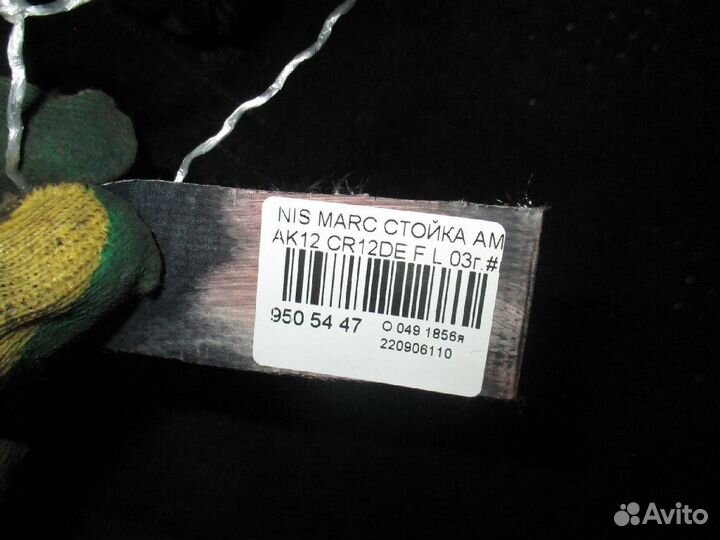 NIS MARC СТОЙКА АМ
AK12 CR12DE F L 03г.#
950 54 47
О 049 1856я
220906110
Avito